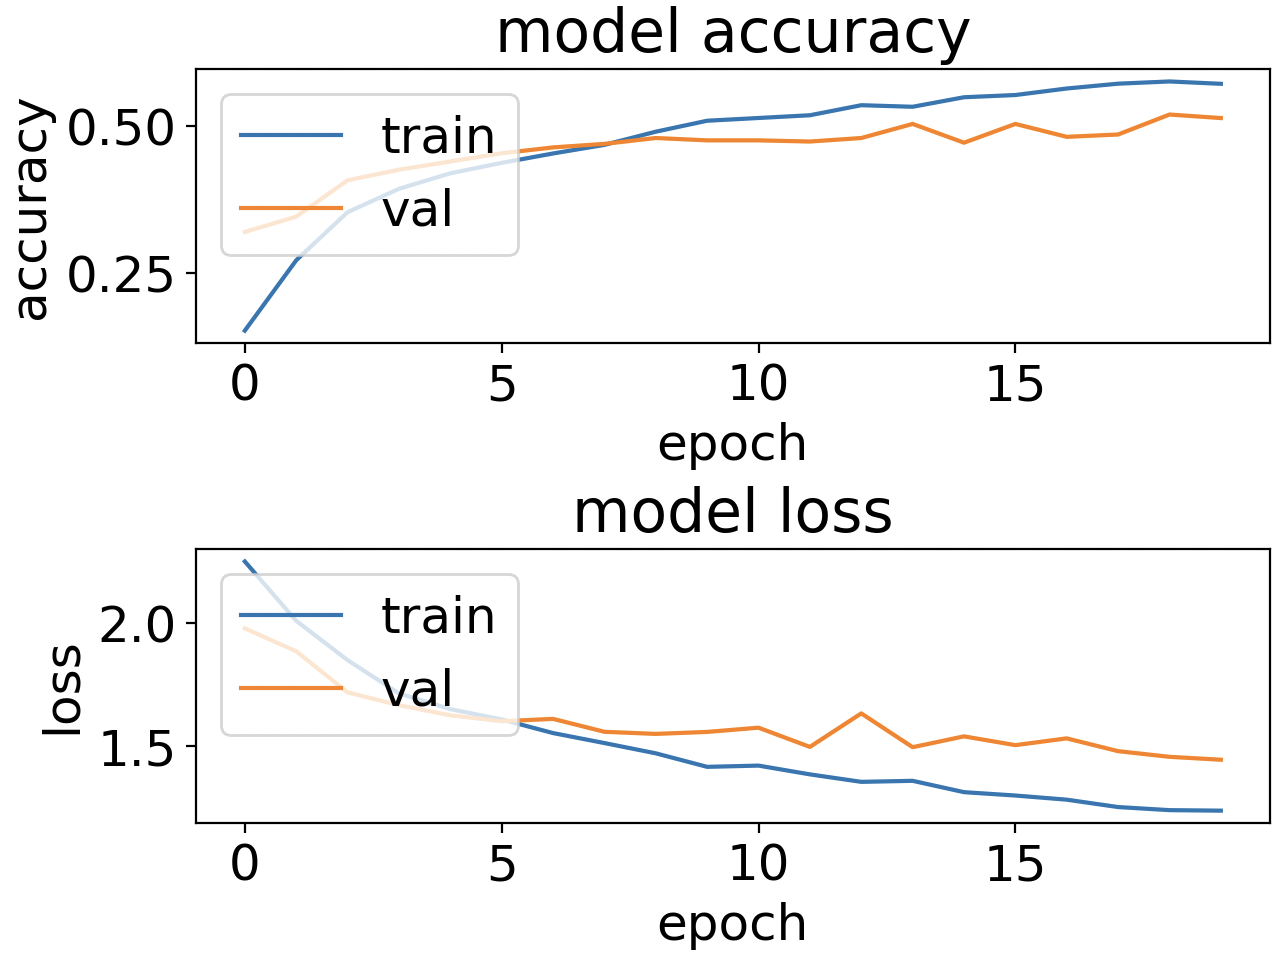 model accuracy
accuracy
0.50
0.25
train
val
0 5 10 15
epoch
model loss
loss
2.0
1.5
train
val
0 5 10 15
epoch